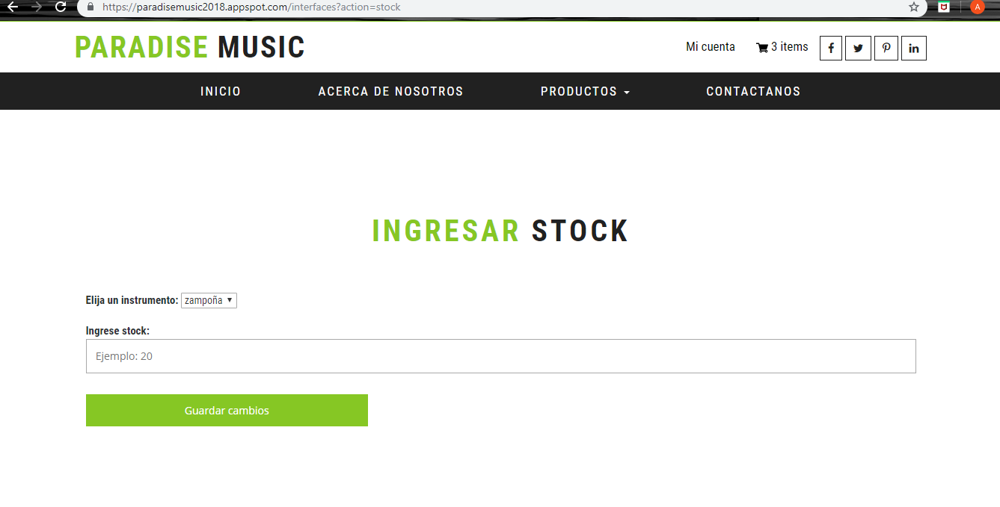 https://paradisemusic2018.appspot.com/interfaces?action=stock
A
PARADISE MUSIC
Mi cuenta
3 items
INICIO
ACERCA DE NOSOTROS
PRODUCTOS
CONTACTANOS
INGRESAR STOCK
Elija un instrumento: zampoña
Ingrese stock:
Ejemplo: 20
Guardar cambios